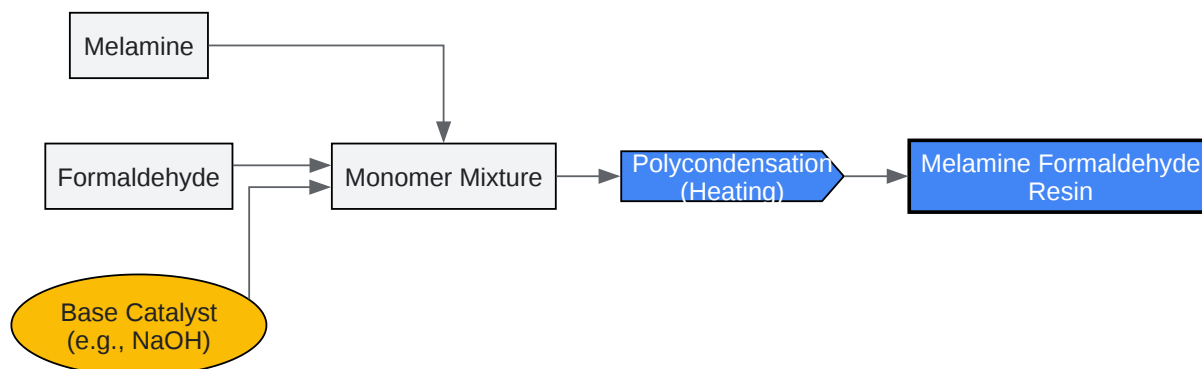 Melamine
Formaldehyde
Monomer Mixture
Polycondensation
(Heating)
Melamine Formaldehyde
Resin
Base Catalyst
(e.g., NaOH)